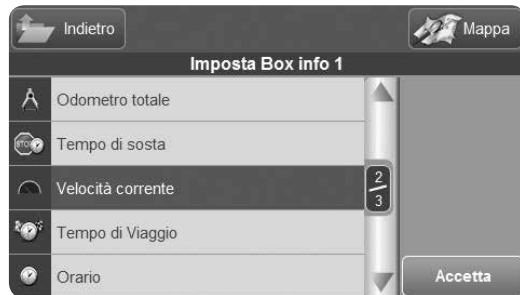 Indietro
Mappa
Imposta Box info 1
Odometro totale
STOP
Tempo di sosta
Velocità corrente
2
3
Tempo di Viaggio
Orario
Accetta